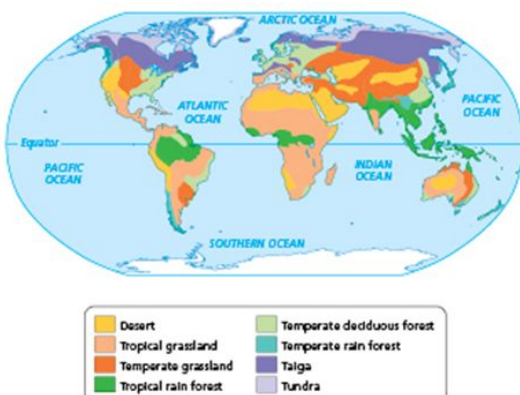 ARCTIC OCEAN
ATLANTIC
OCEAN
PACIFIC
OCEAN
Equator
PACIFIC
OCEAN
INDIAN
OCEAN
SOUTHERN OCEAN
Desert
Tropical grassland
Temperate grassland
Tropical rain forest
Temperate deciduous forest
Temperate rain forest
Taiga
Tundra